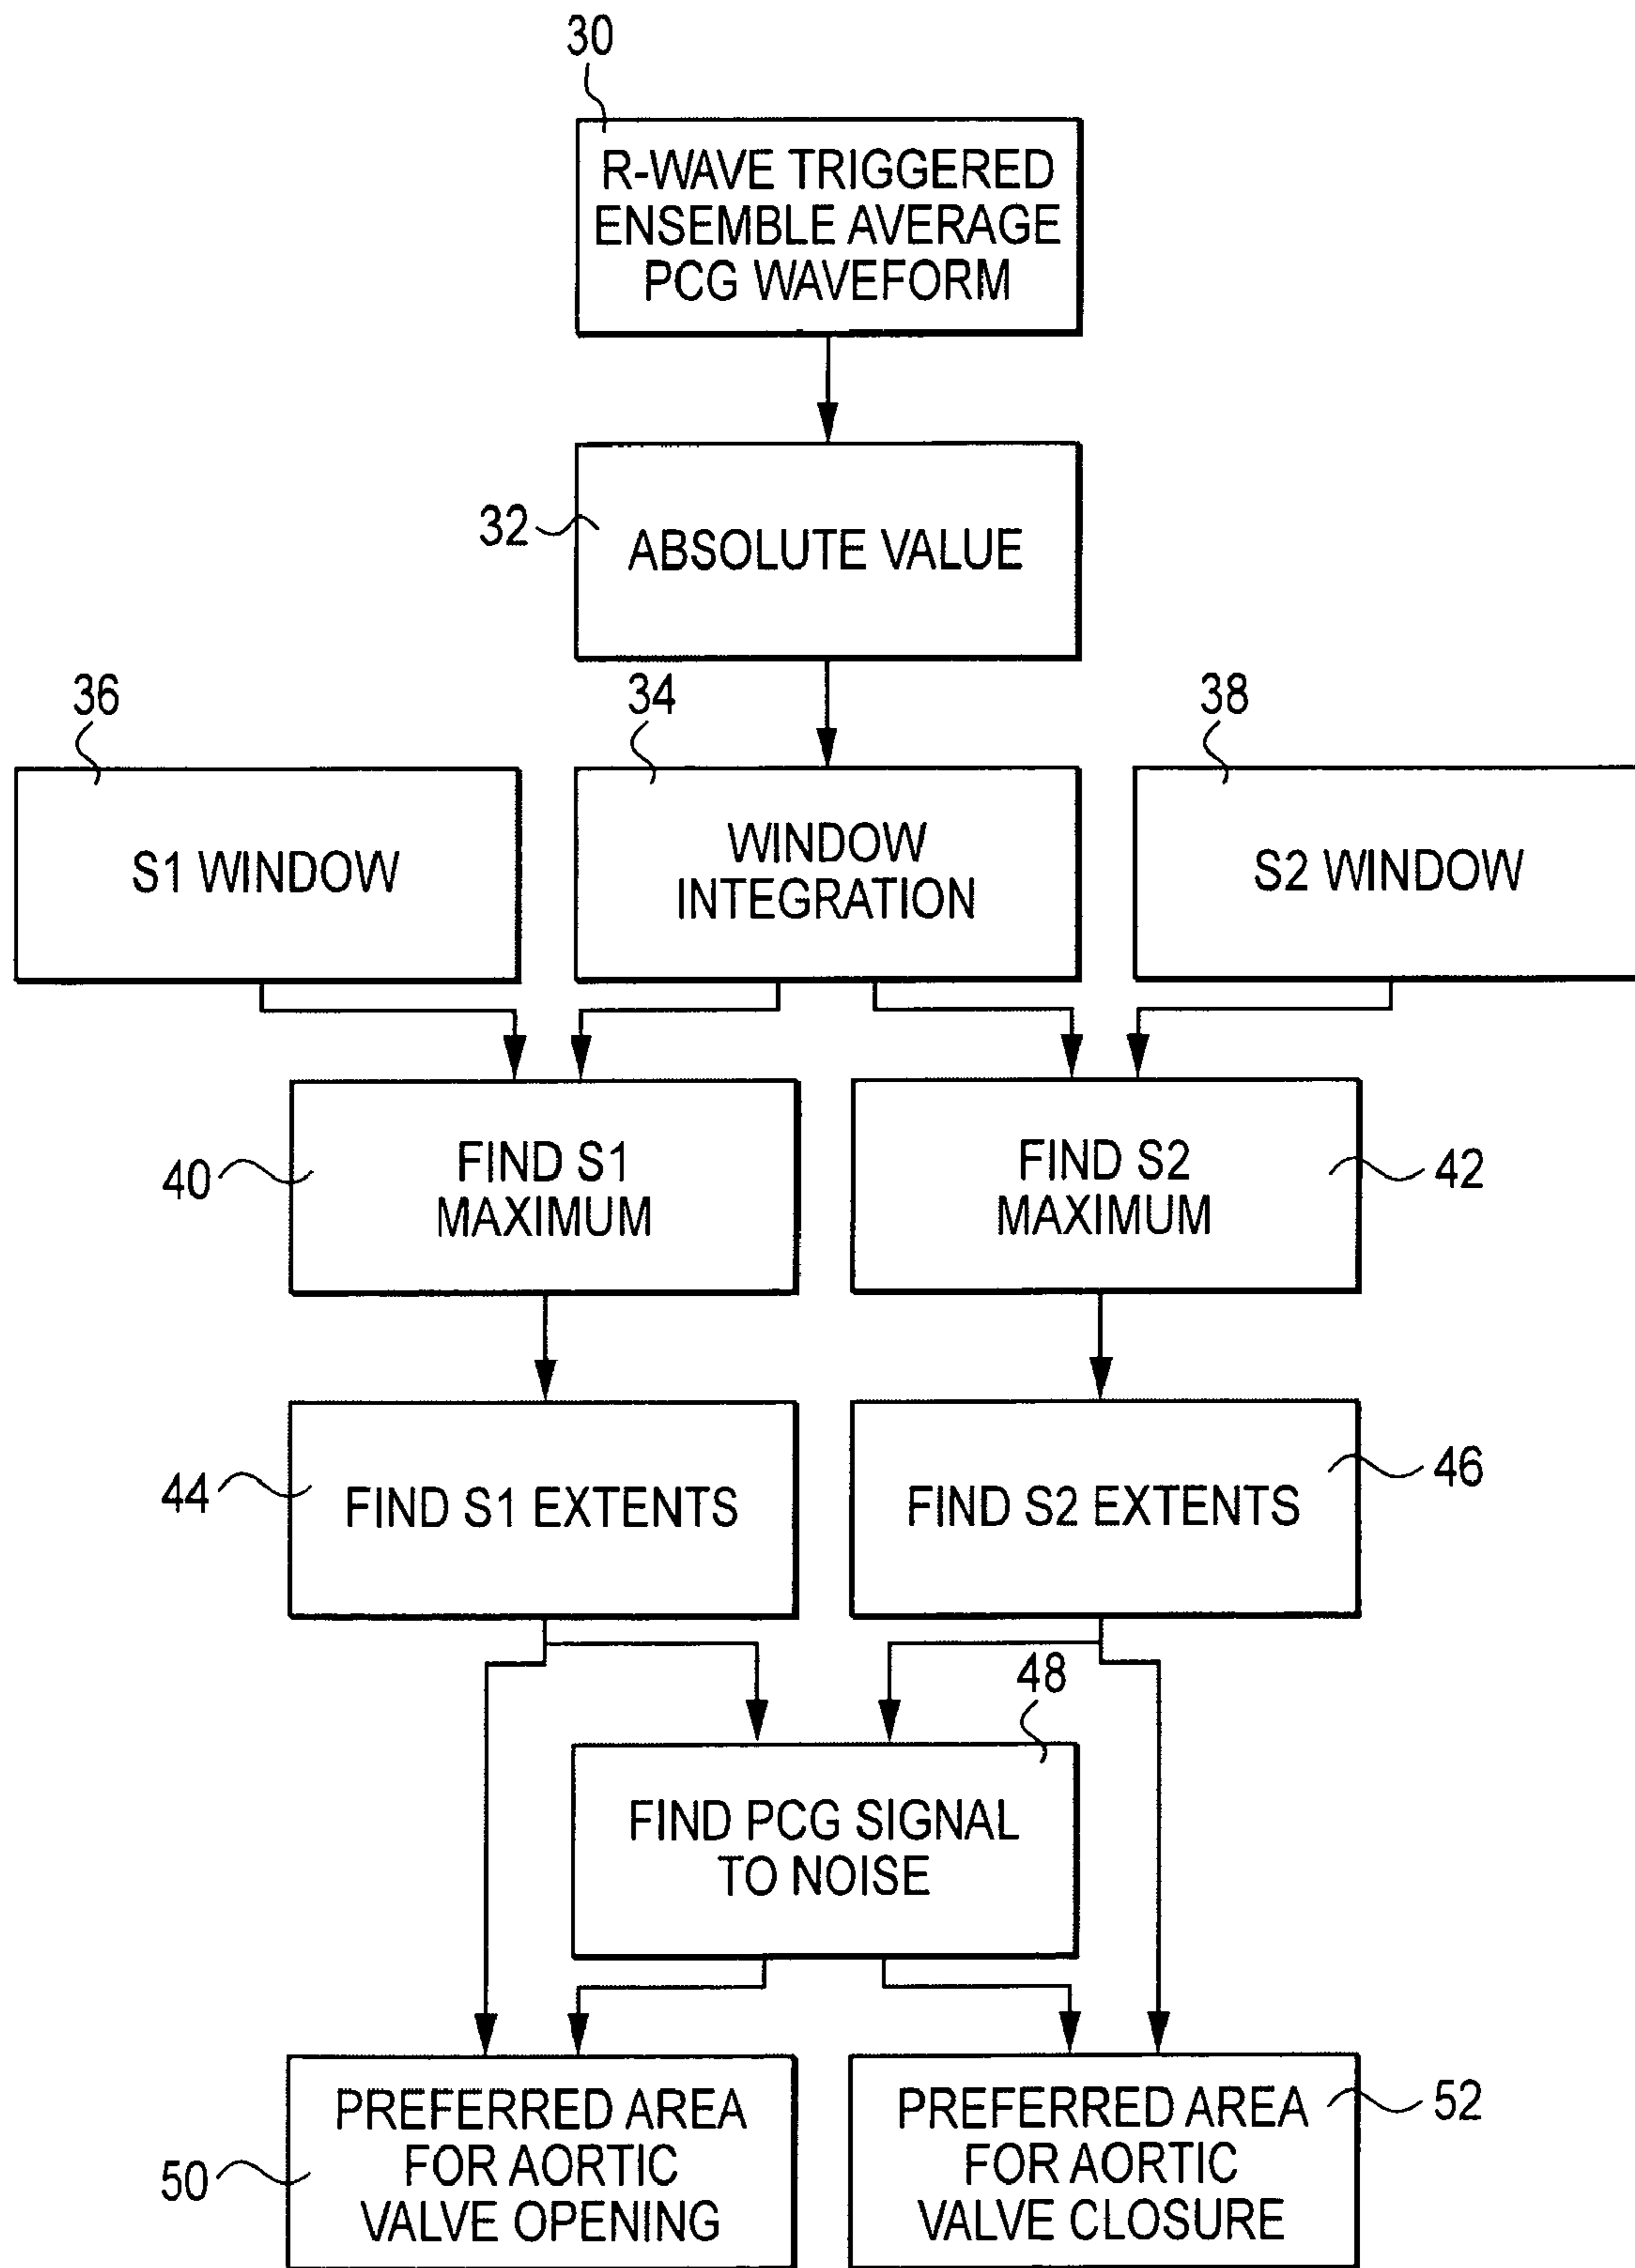 30
R-WAVE TRIGGERED
ENSEMBLE AVERAGE
PCG WAVEFORM
32
ABSOLUTE VALUE
36
34
38
S1 WINDOW
WINDOW
INTEGRATION
S2 WINDOW
40
FIND S1
MAXIMUM
FIND S2
MAXIMUM
42
44
FIND S1 EXTENTS
FIND S2 EXTENTS
46
48
FIND PCG SIGNAL
TO NOISE
50
PREFERRED AREA
FOR AORTIC
VALVE OPENING
PREFERRED AREA
FOR AORTIC
VALVE CLOSURE
52